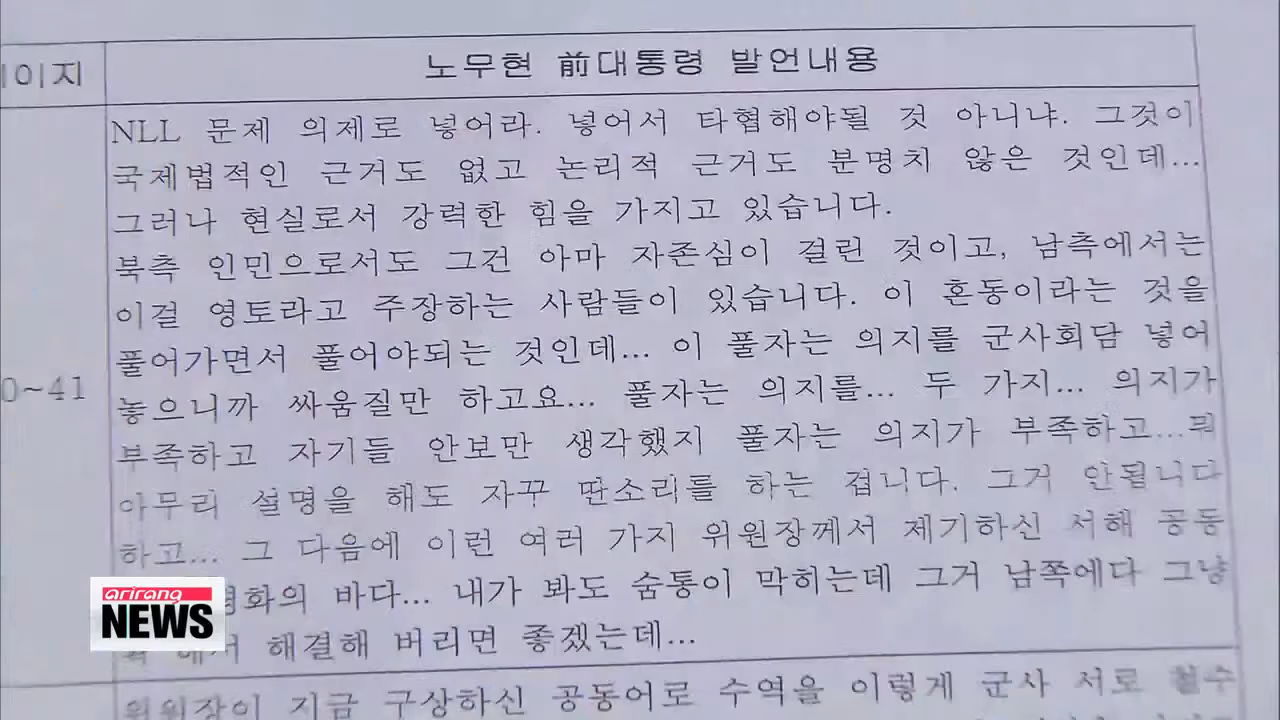 이지
노무현 前대통령 발언내용
NLL 문제 의제로 넣어라. 넣어서 타협해야될 것 아니냐. 그것이
국제법적인 근거도 없고 논리적 근거도 분명치 않은 것인데...
그러나 현실로서 강력한 힘을 가지고 있습니다.
북측 인민으로서도 그건 아마 자존심이 걸린 것이고, 남측에서는
이걸 영토라고 주장하는 사람들이 있습니다. 이 혼동이라는 것을
풀어가면서 풀어야되는 것인데... 이 풀자는 의지를 군사회담 넣어
놓으니까 싸움질만 하고요... 풀자는 의지를... 두 가지... 의지가
0~41
부족하고 자기들 안보만 생각했지 풀자는 의지가 부족하고...뭐
아무리 설명을 해도 자꾸 딴소리를 하는 겁니다. 그거 안됩니다
하고... 그 다음에 이런 여러 가지 위원장께서 제기하신 서해 공동
평화의 바다... 내가 봐도 숨통이 막히는데 그거 남쪽에다 그냥
해서 해결해 버리면 좋겠는데...
위원장이 지금 구상하신 공동어로 수역을 이렇게 군사 서로 철수
arirang
NEWS